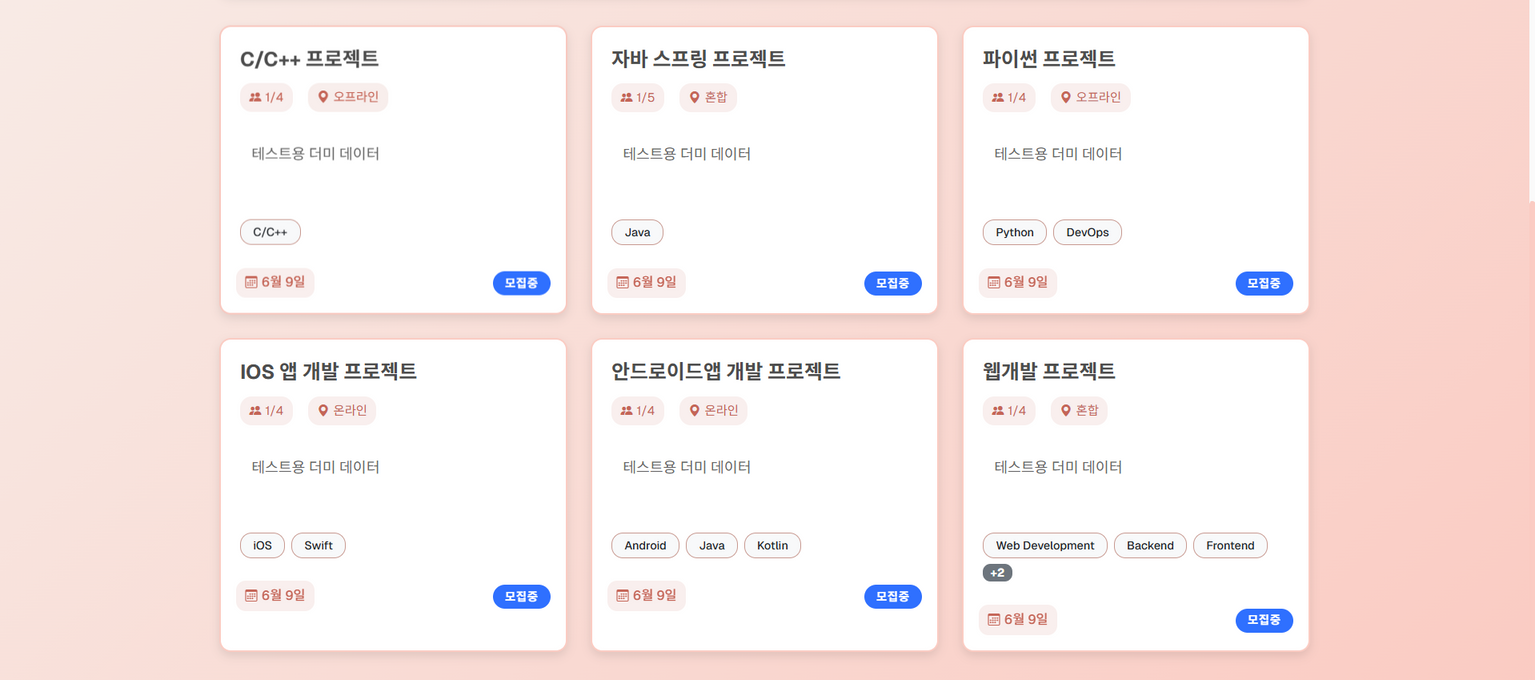 C/C++ 프로젝트
1/4 오프라인
테스트용 더미 데이터
C/C++
6월 9일 모집중
자바 스프링 프로젝트
1/5 혼합
테스트용 더미 데이터
Java
6월 9일 모집중
파이썬 프로젝트
1/4 오프라인
테스트용 더미 데이터
Python DevOps
6월 9일 모집중
IOS 앱 개발 프로젝트
1/4 온라인
테스트용 더미 데이터
iOS Swift
6월 9일 모집중
안드로이드앱 개발 프로젝트
1/4 온라인
테스트용 더미 데이터
Android Java Kotlin
6월 9일 모집중
웹개발 프로젝트
1/4 혼합
테스트용 더미 데이터
Web Development Backend Frontend
+2
6월 9일 모집중